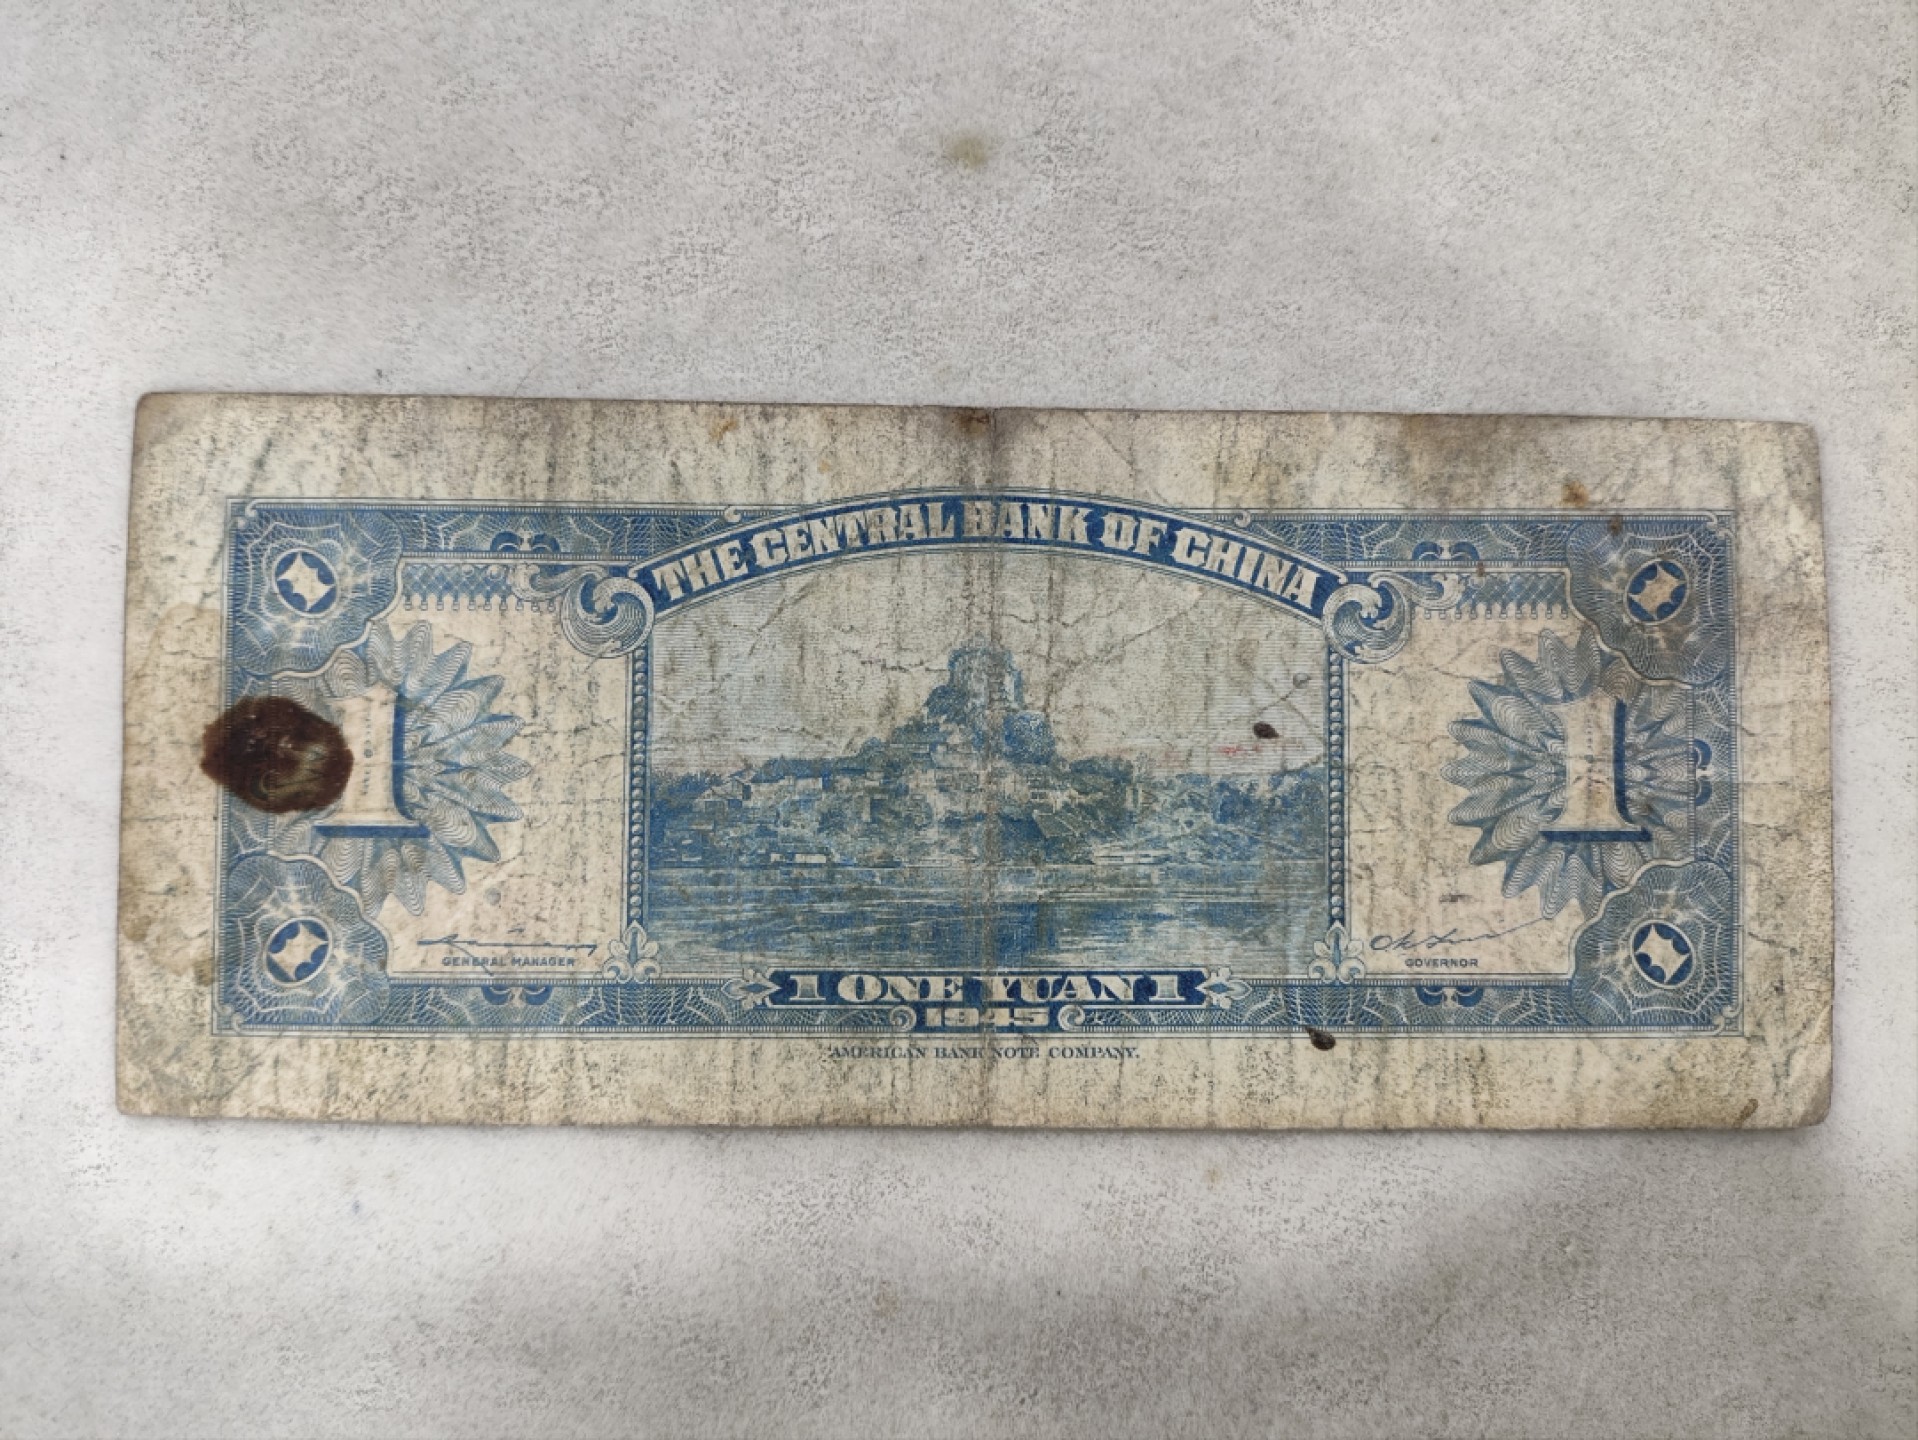 THE CENTRAL BANK OF CHINA
1
1
GENERAL MANAGER
GOVERNOR
1 ONE YUAN 1
1945
AMERICAN BANK NOTE COMPANY.